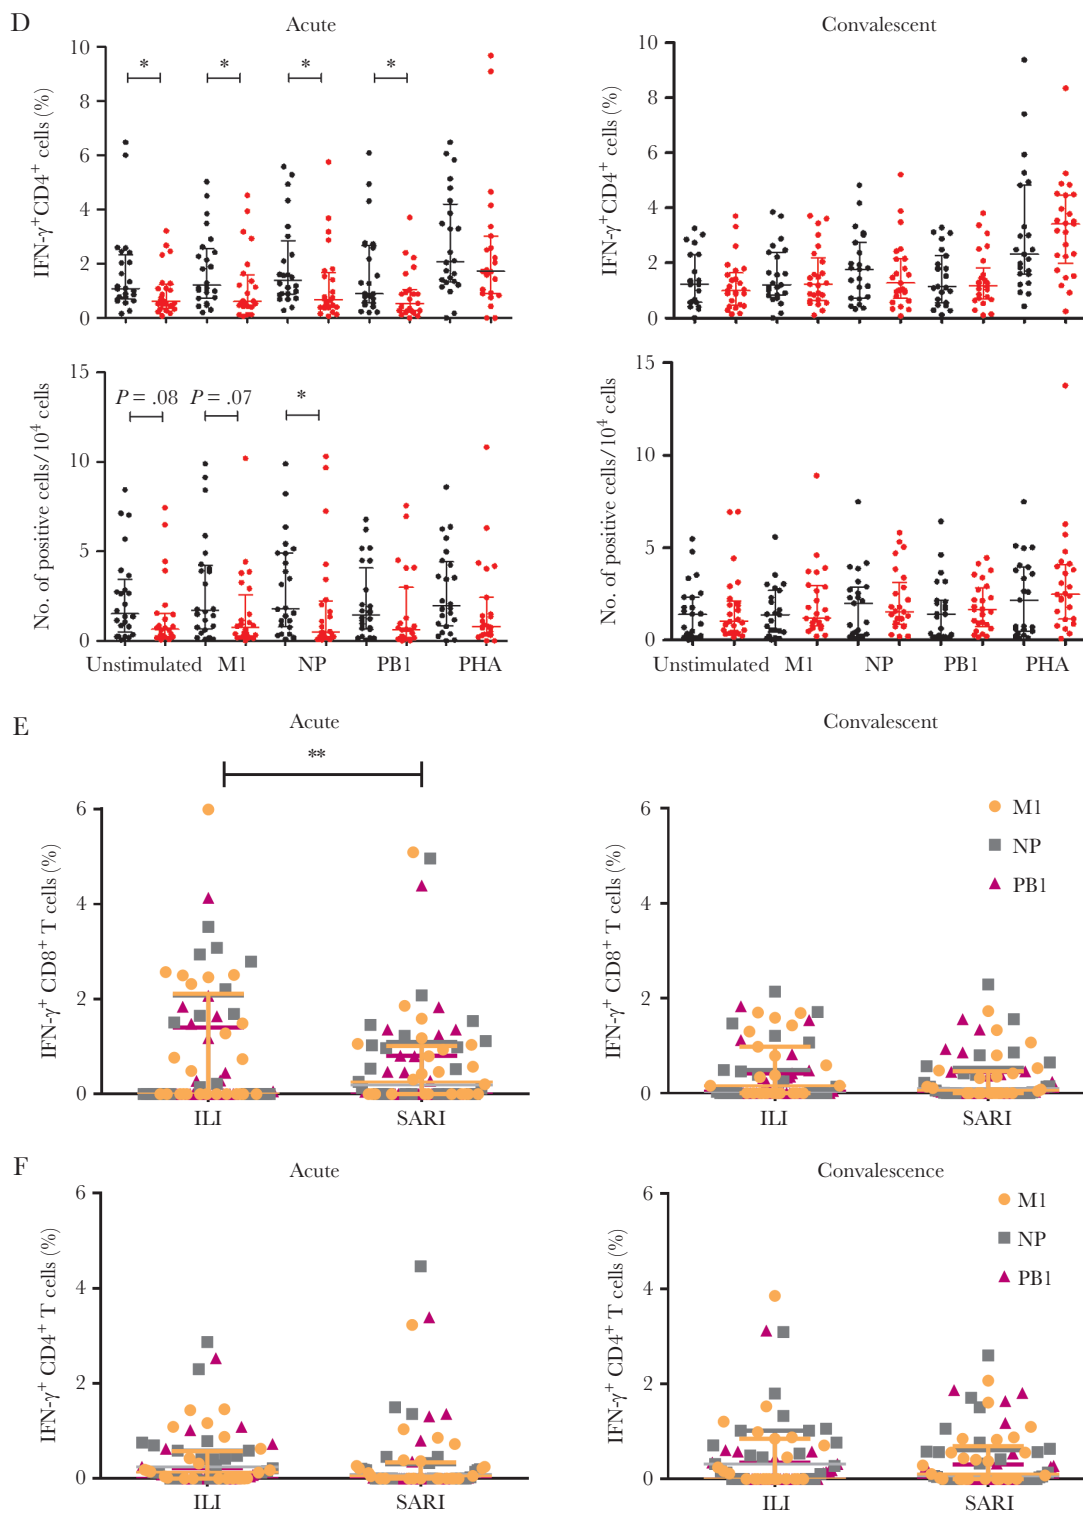 D
Acute
Convalescent
IFN-γ⁺CD4⁺ cells (%)
10
8
6
4
2
0
*
*
*
*
IFN-γ⁺CD4⁺ cells (%)
10
8
6
4
2
0
No. of positive cells/10⁴ cells
15
10
5
0
P = .08
P = .07
*
Unstimulated M1 NP PB1 PHA
No. of positive cells/10⁴ cells
15
10
5
0
Unstimulated M1 NP PB1 PHA
E
Acute
Convalescent
**
IFN-γ⁺ CD8⁺ T cells (%)
6
4
2
0
ILI SARI
IFN-γ⁺ CD8⁺ T cells (%)
6
4
2
0
M1
NP
PB1
ILI SARI
F
Acute
Convalescence
IFN-γ⁺ CD4⁺ T cells (%)
6
4
2
0
ILI SARI
IFN-γ⁺ CD4⁺ T cells (%)
6
4
2
0
M1
NP
PB1
ILI SARI